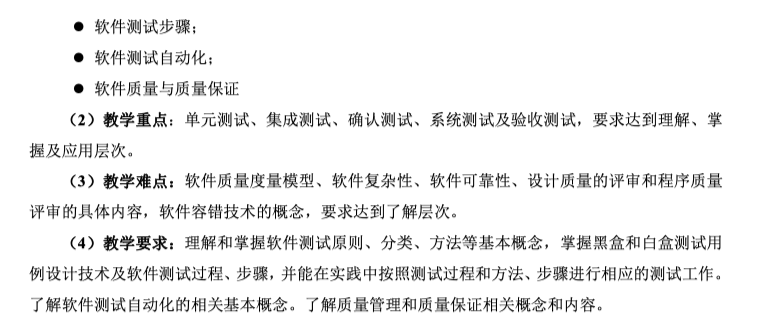 ● 软件测试步骤；
● 软件测试自动化；
● 软件质量与质量保证
（2）教学重点：单元测试、集成测试、确认测试、系统测试及验收测试，要求达到理解、掌
握及应用层次。
（3）教学难点：软件质量度量模型、软件复杂性、软件可靠性、设计质量的评审和程序质量
评审的具体内容，软件容错技术的概念，要求达到了解层次。
（4）教学要求：理解和掌握软件测试原则、分类、方法等基本概念，掌握黑盒和白盒测试用
例设计技术及软件测试过程、步骤，并能在实践中按照测试过程和方法、步骤进行相应的测试工作。
了解软件测试自动化的相关基本概念。了解质量管理和质量保证相关概念和内容。